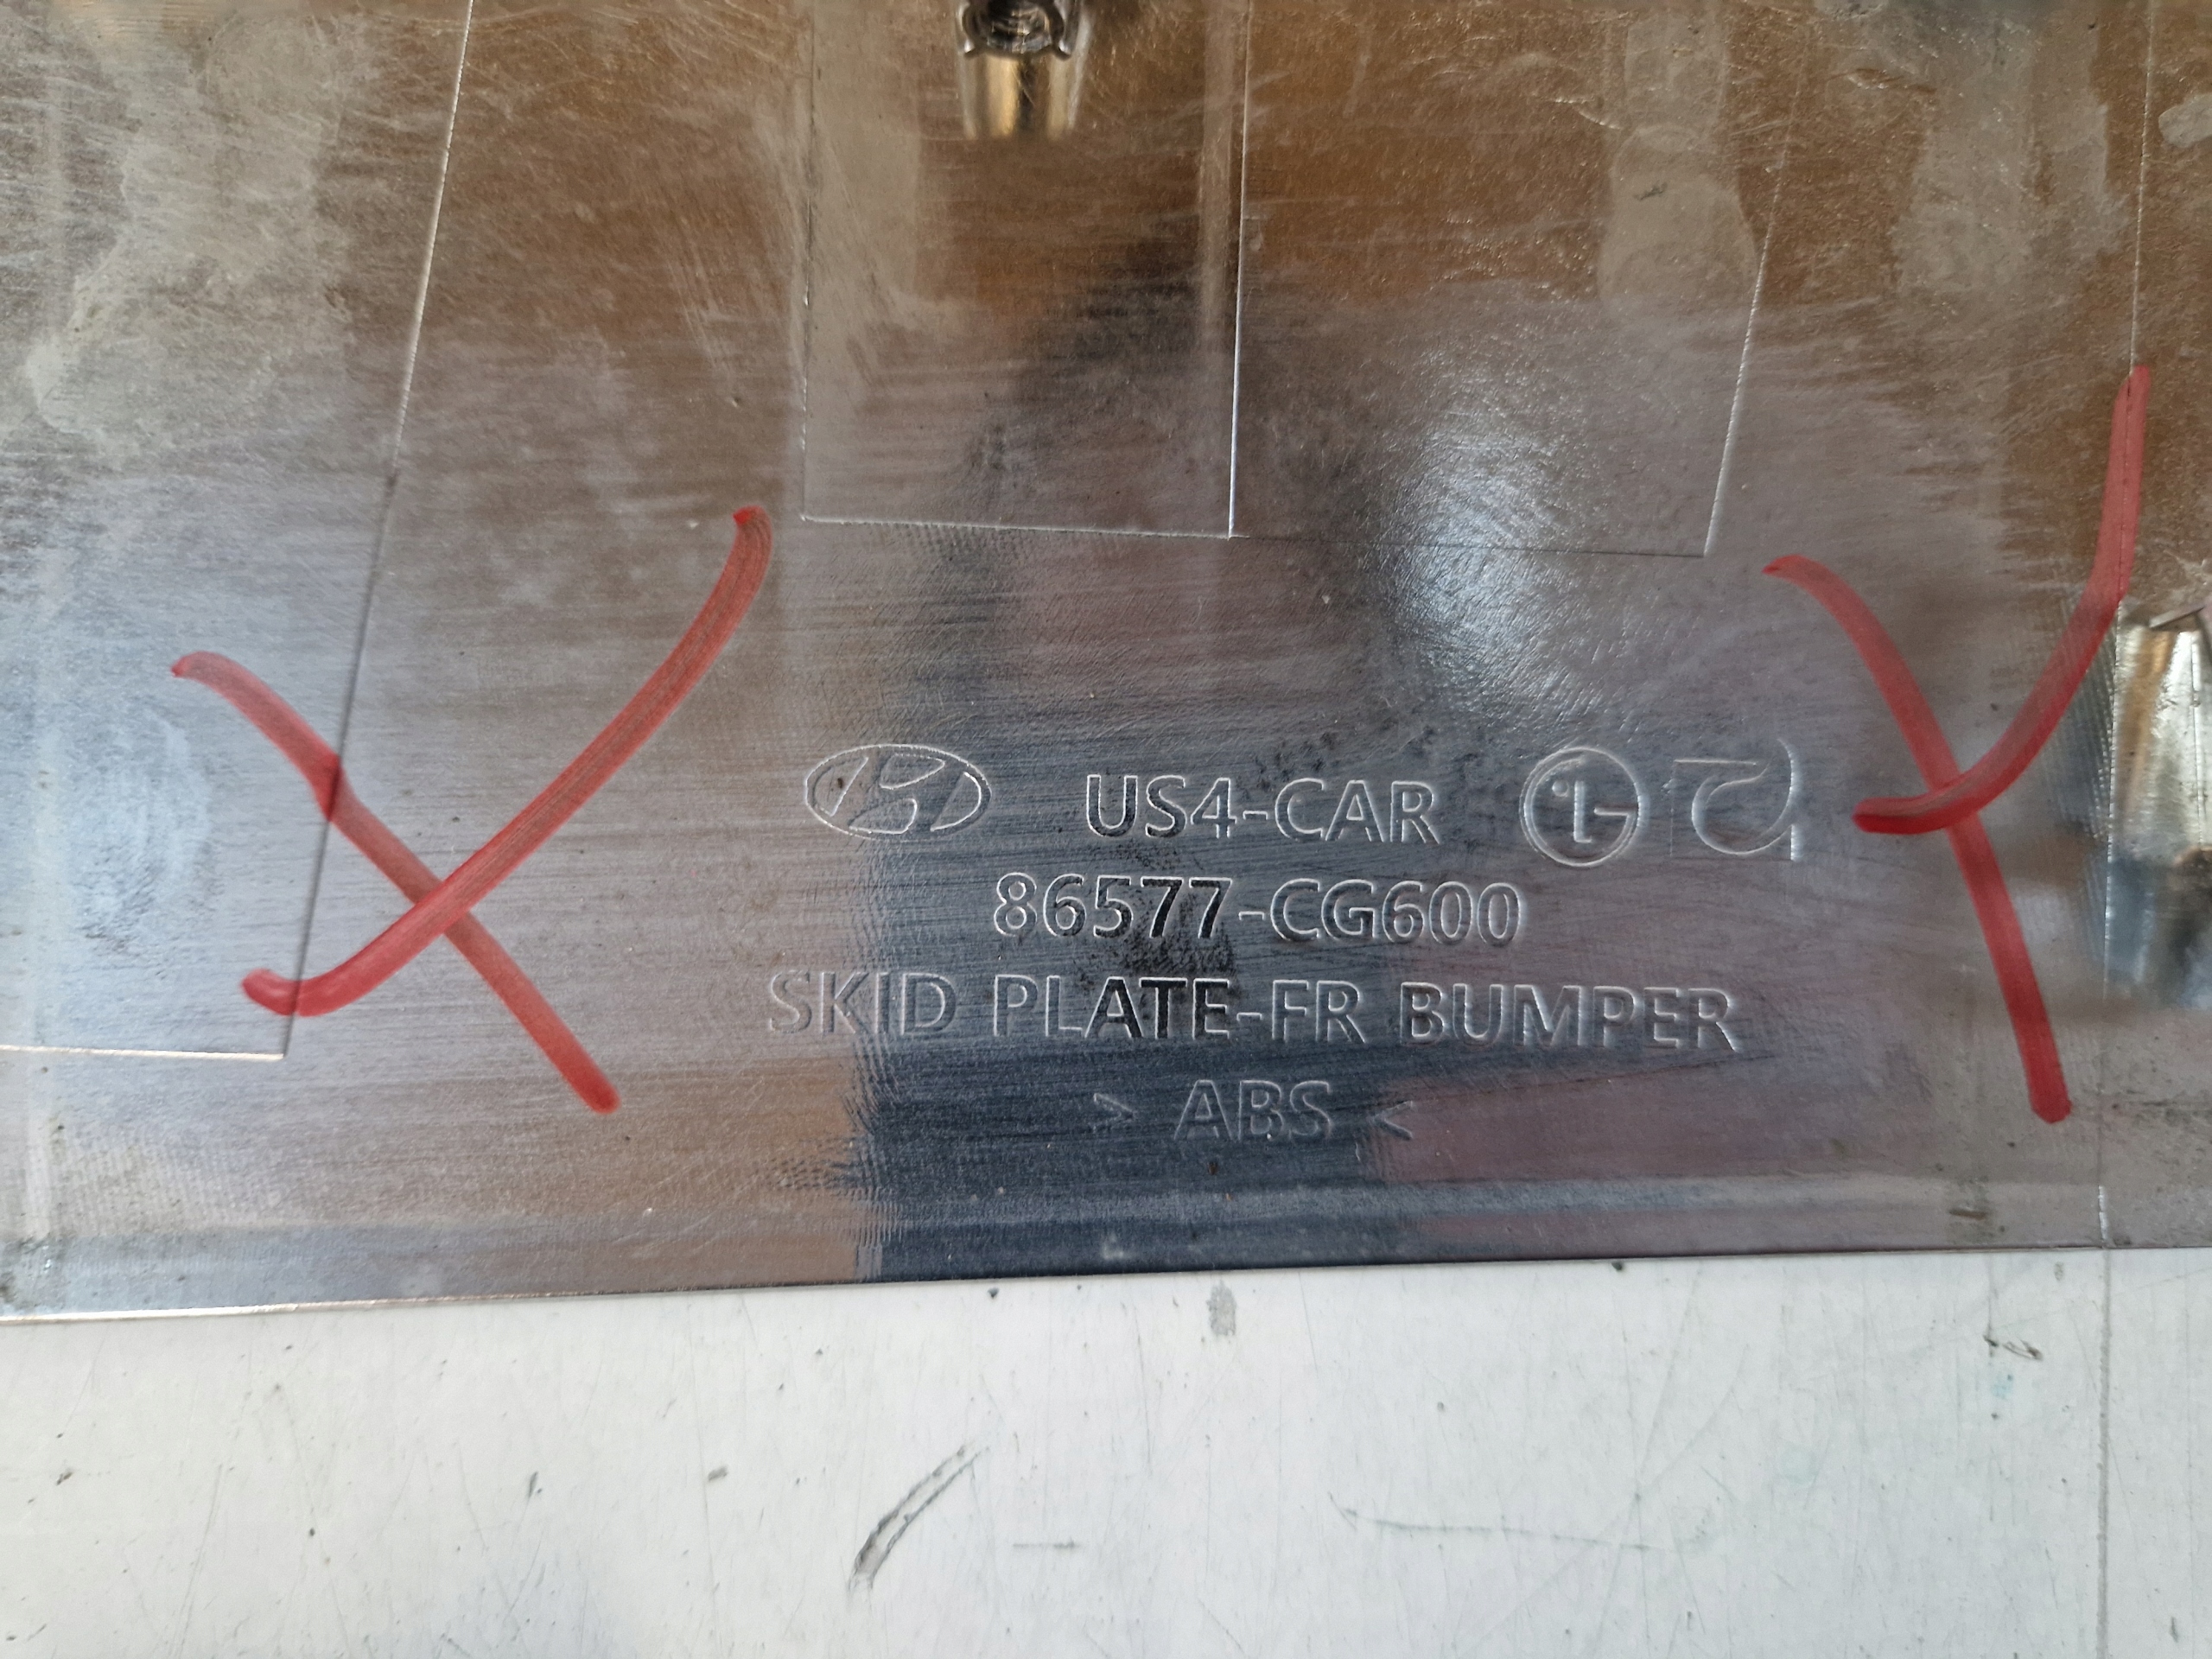 US4-CAR
86577-CG600
SKID PLATE-FR BUMPER
> ABS <